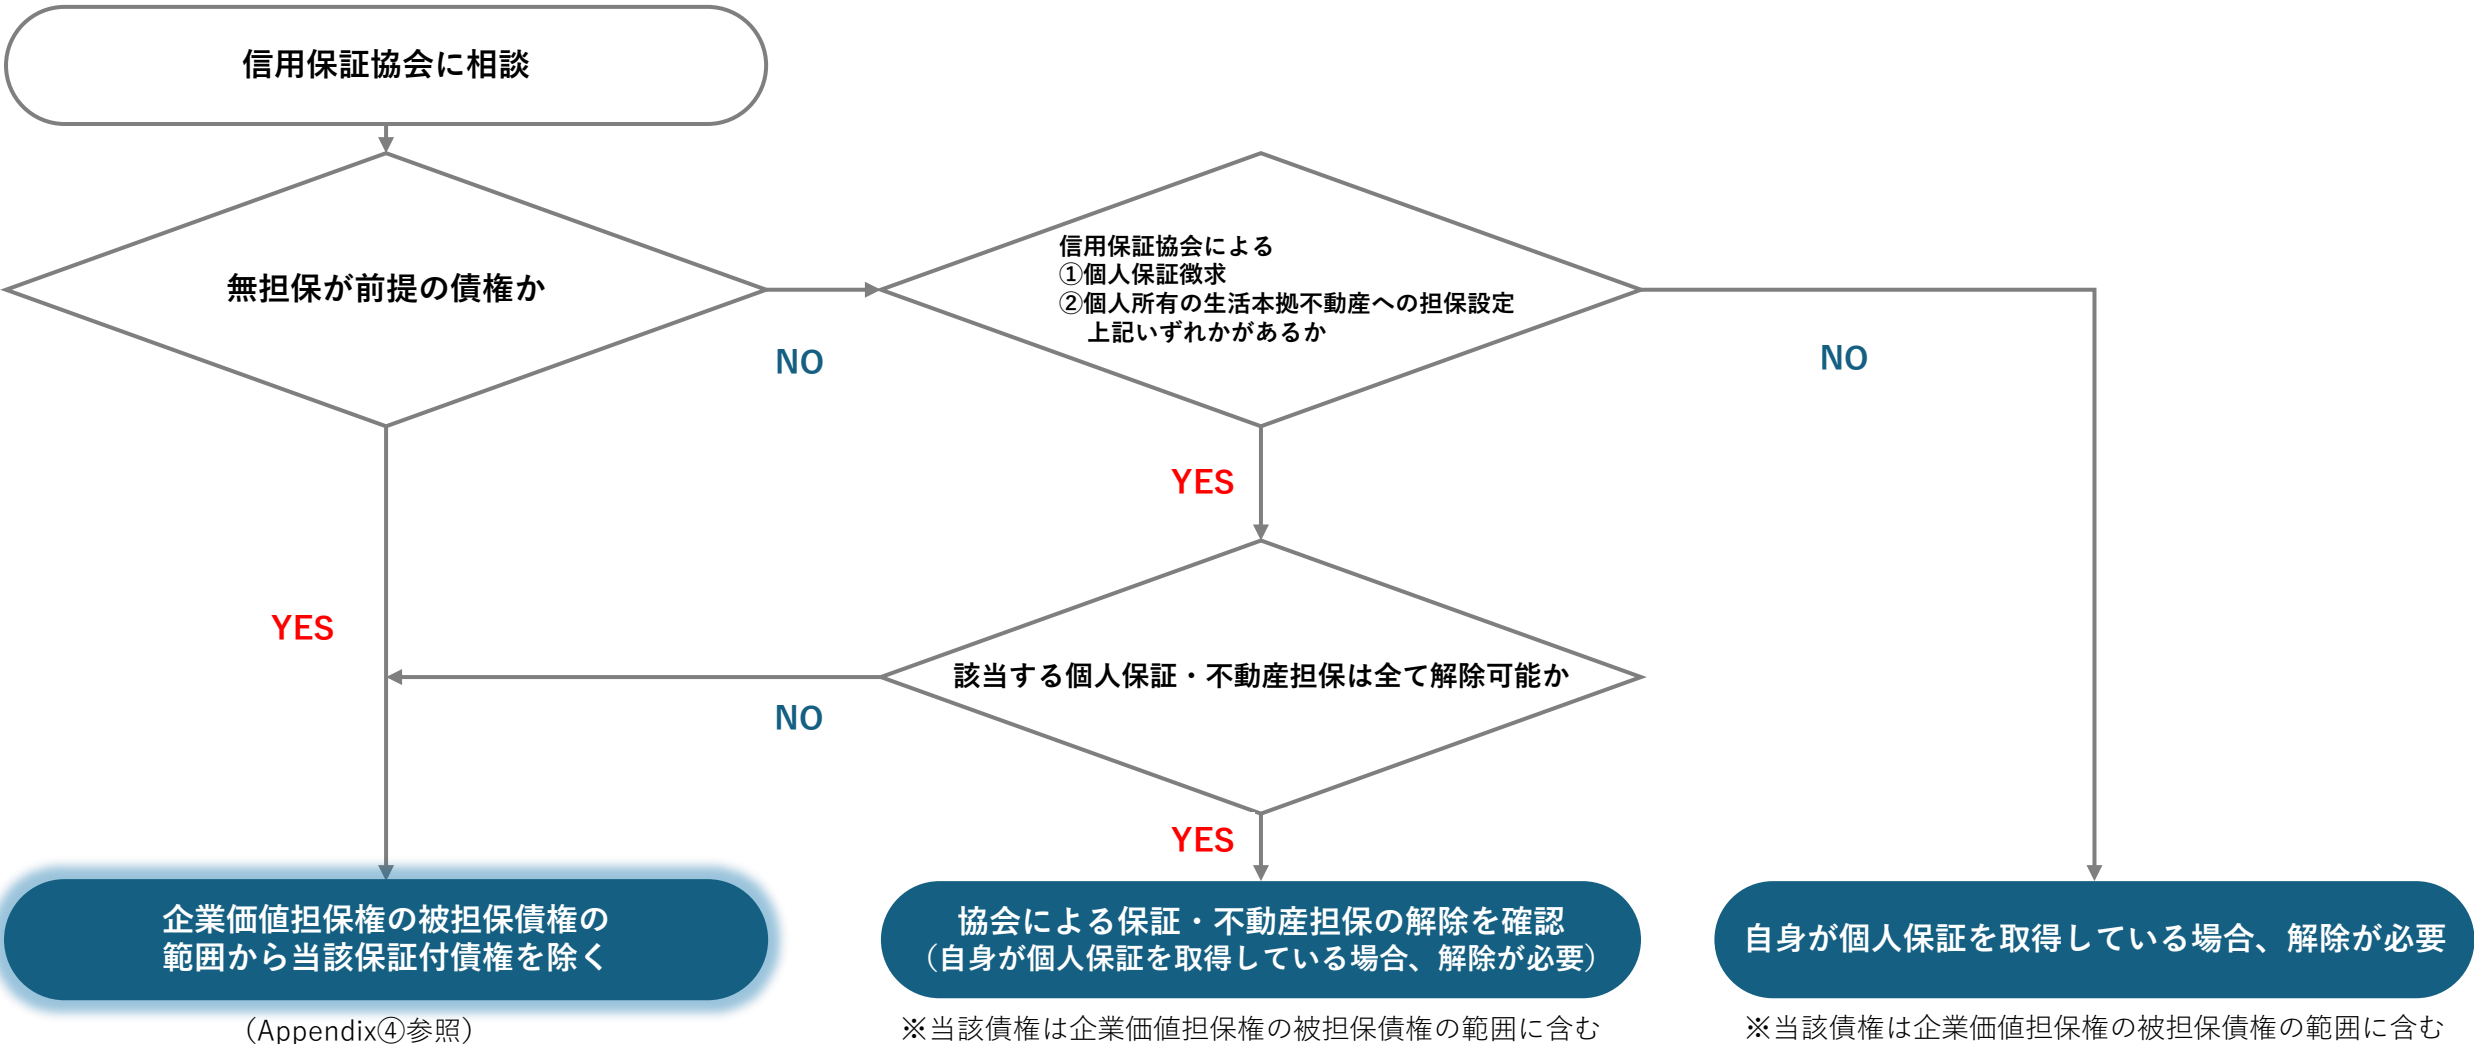 信用保証協会に相談
無担保が前提の債権か
NO
信用保証協会による
①個人保証徴求
②個人所有の生活本拠不動産への担保設定
上記いずれかがあるか
NO
YES
YES
該当する個人保証・不動産担保は全て解除可能か
NO
YES
企業価値担保権の被担保債権の
範囲から当該保証付債権を除く
（Appendix④参照）
協会による保証・不動産担保の解除を確認
（自身が個人保証を取得している場合、解除が必要）
※当該債権は企業価値担保権の被担保債権の範囲に含む
自身が個人保証を取得している場合、解除が必要
※当該債権は企業価値担保権の被担保債権の範囲に含む